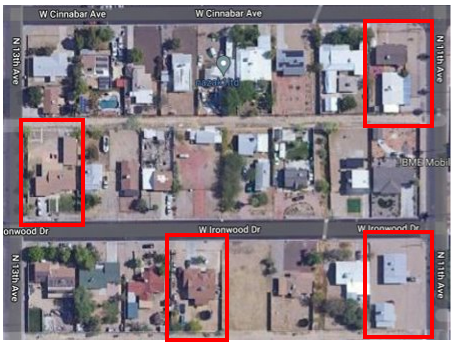 W Cinnabar Ave
W Cinnabar Ave
N 13th Ave
N 11th Ave
BME Mob
onwood Dr
W Ironwood Dr
W Ironwood Dr
N 13th Ave
N 11th Ave